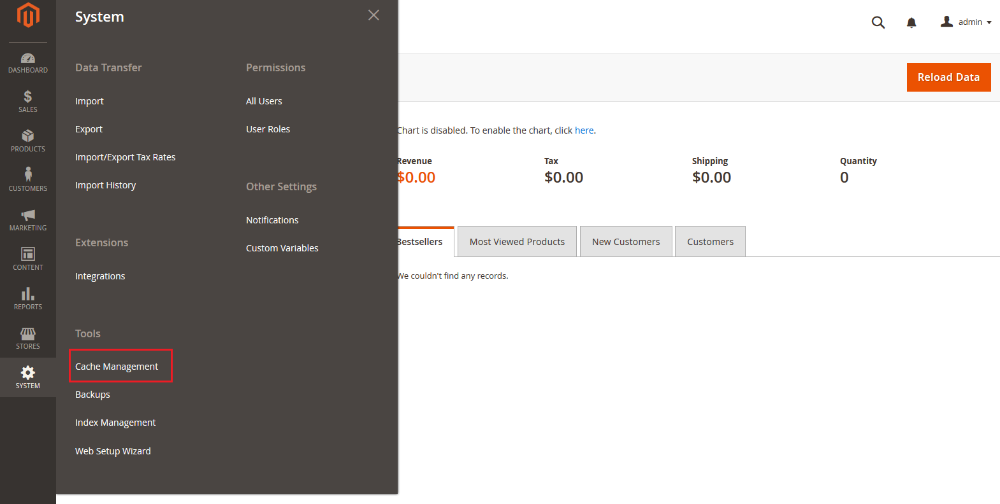 DASHBOARD
SALES
PRODUCTS
CUSTOMERS
MARKETING
CONTENT
REPORTS
STORES
SYSTEM
System
Data Transfer
Import
Export
Import/Export Tax Rates
Import History
Extensions
Integrations
Tools
Cache Management
Backups
Index Management
Web Setup Wizard
Permissions
All Users
User Roles
Other Settings
Notifications
Custom Variables
admin
Reload Data
Chart is disabled. To enable the chart, click here.
Revenue
$0.00
Tax
$0.00
Shipping
$0.00
Quantity
0
Bestsellers
Most Viewed Products
New Customers
Customers
We couldn't find any records.